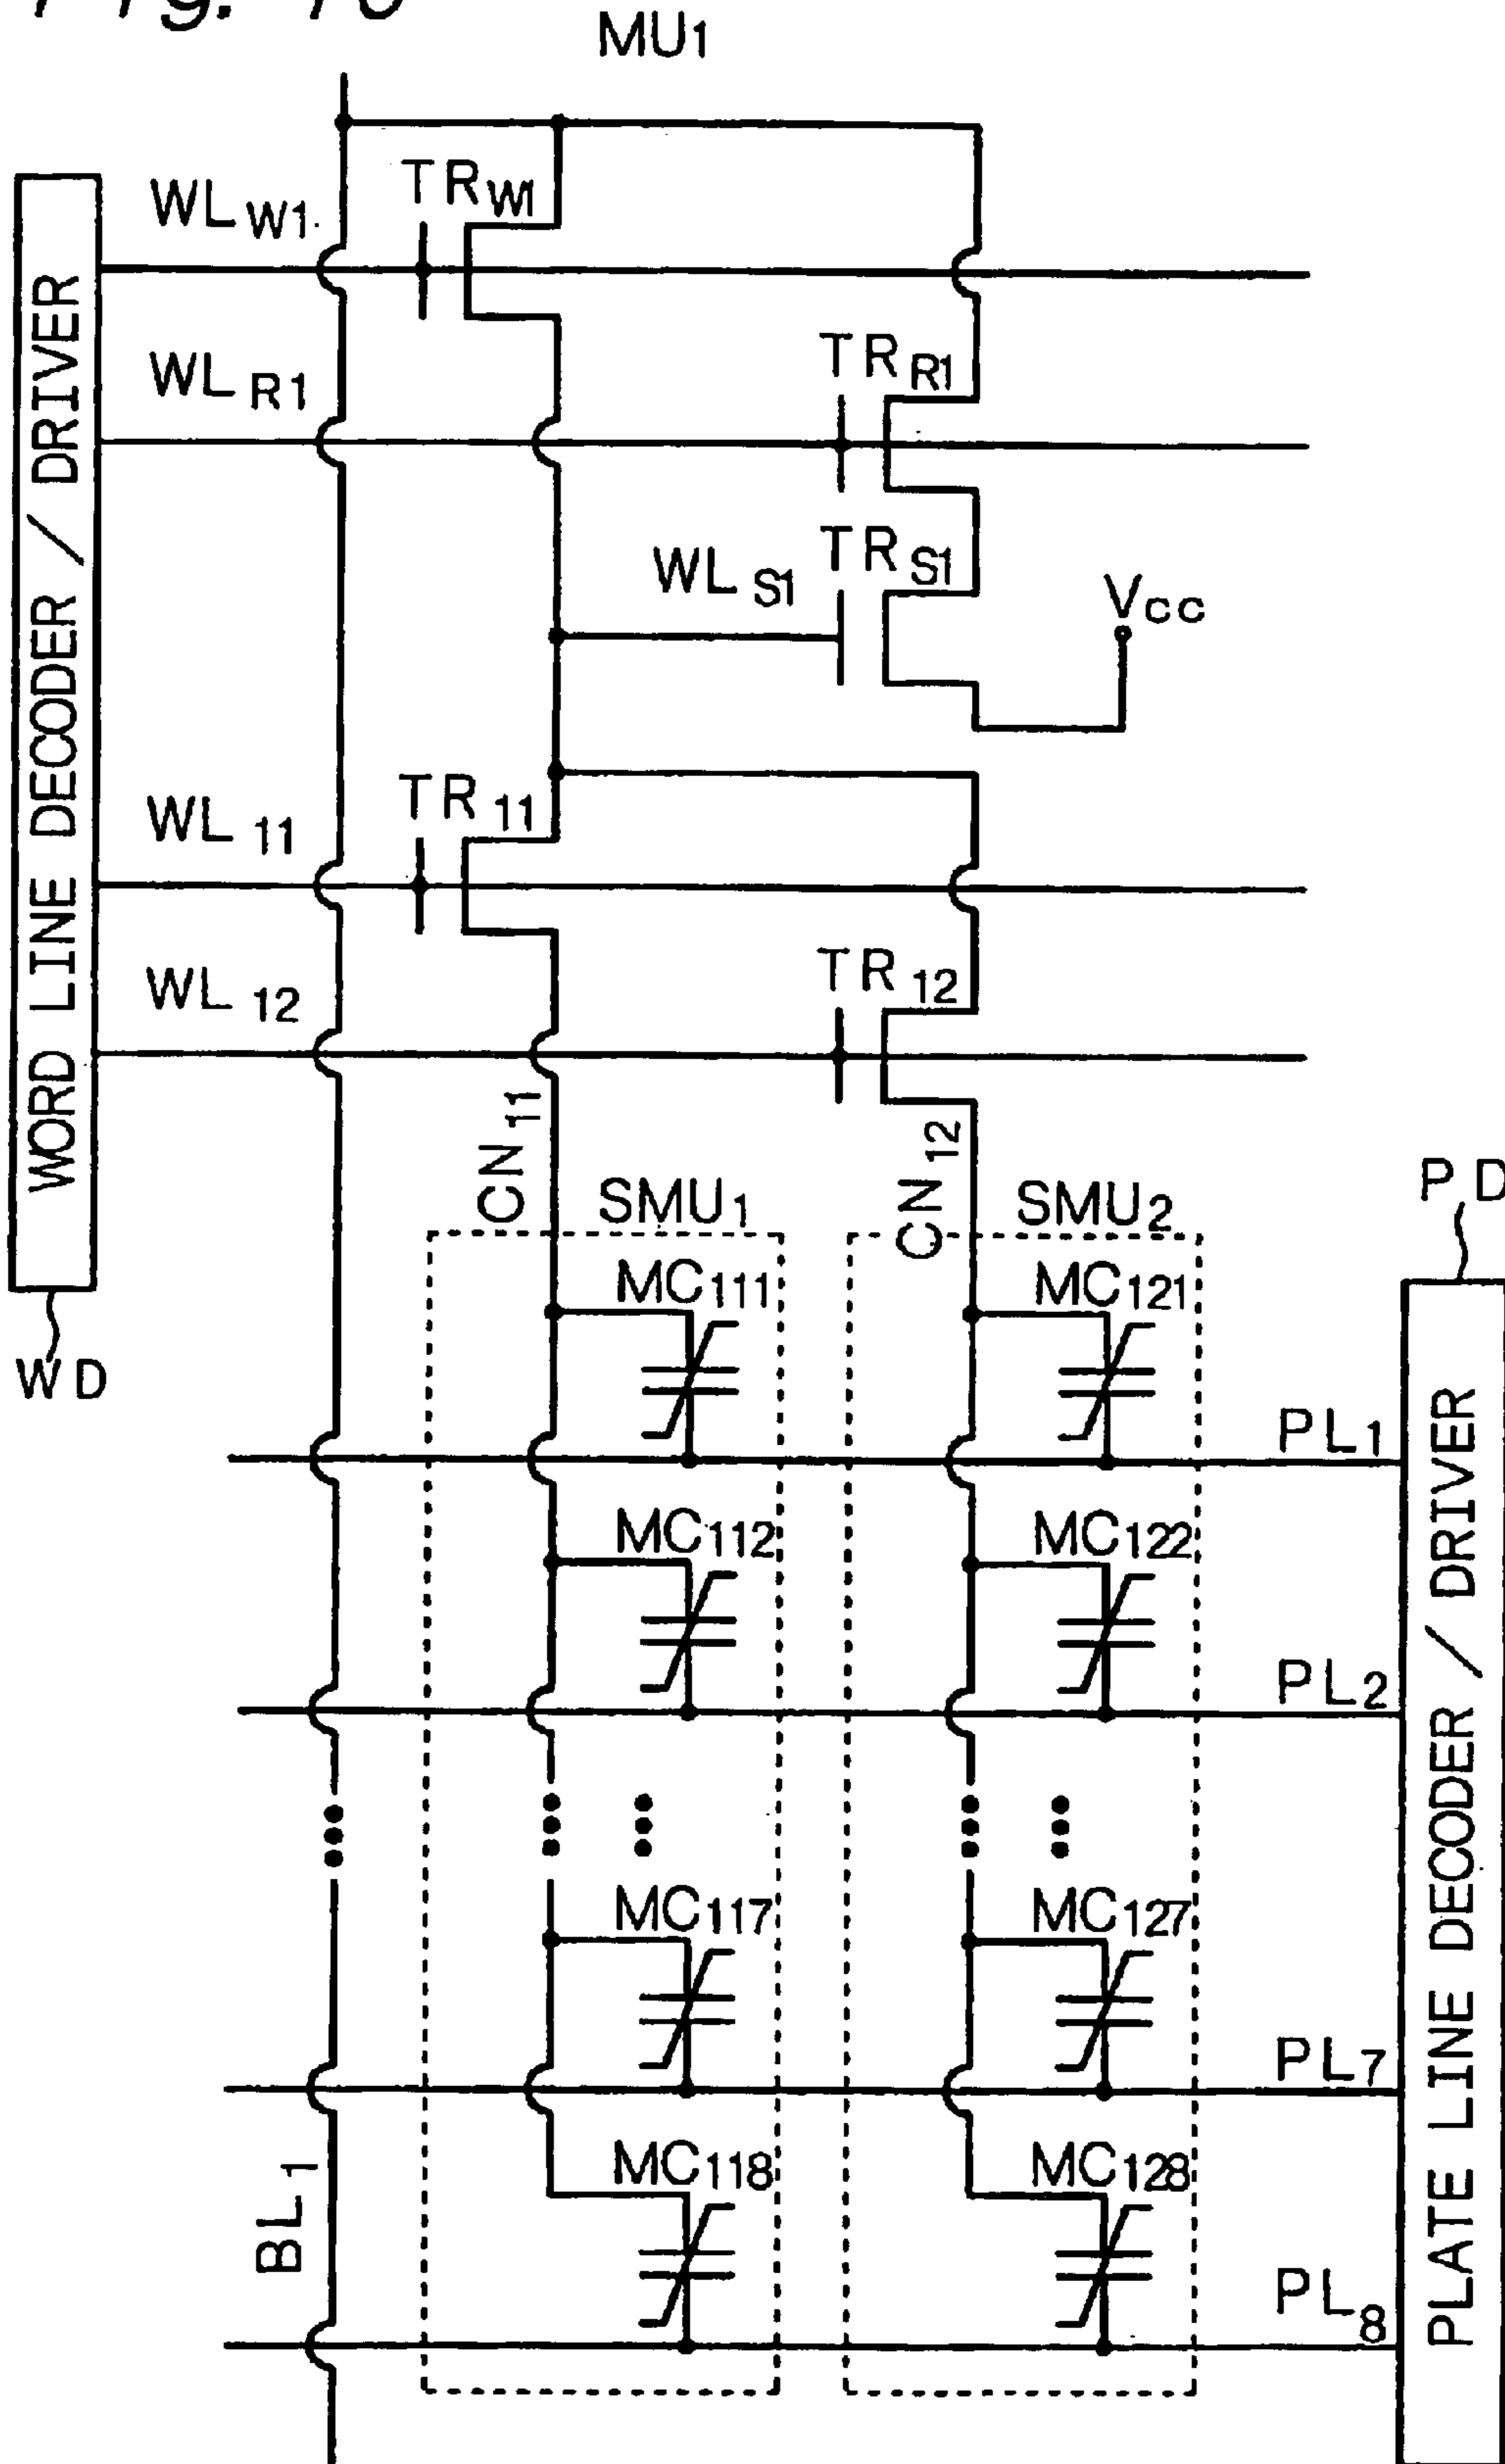 MU1
WLW1
TRW1
WLR1
TRR1
WLS1
TRS1
Vcc
WL11
TR11
WL12
TR12
CN11
CN12
WORD LINE DECODER / DRIVER
WD
SMU1
SMU2
PD
MC111
MC121
PL1
MC112
MC122
PL2
MC117
MC127
PL7
MC118
MC128
PL8
BL1
PLATE LINE DECODER / DRIVER